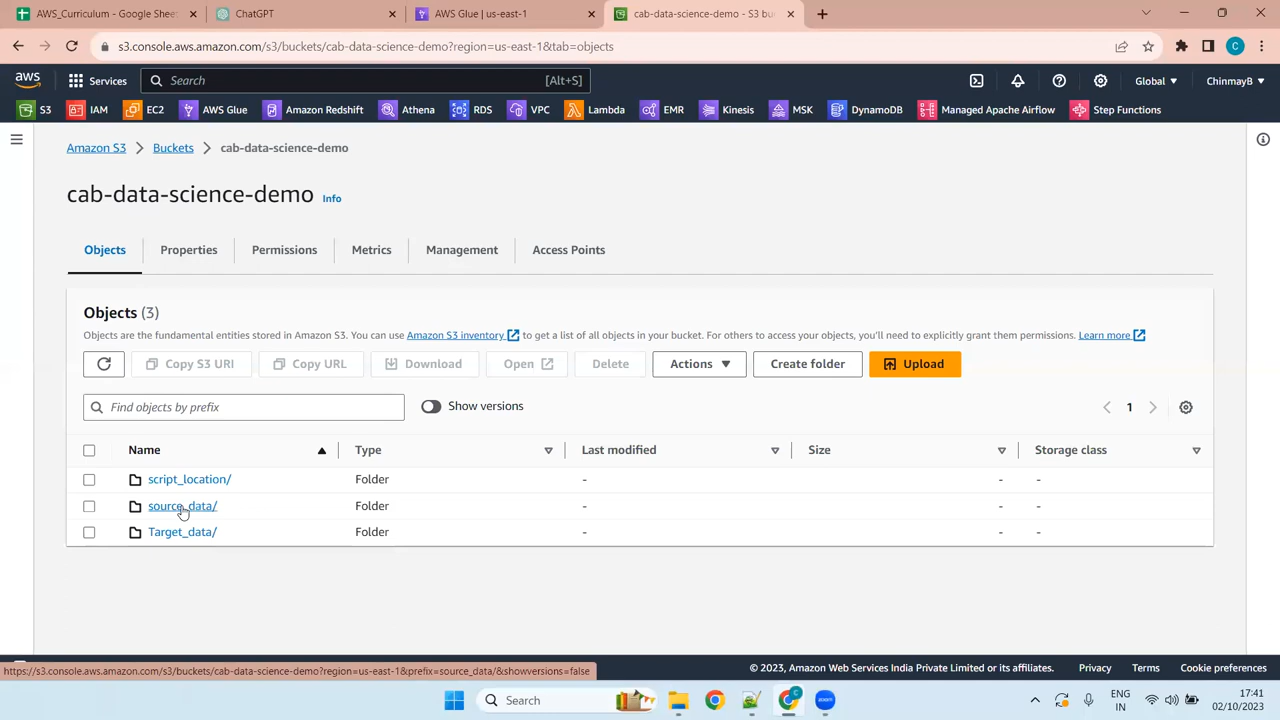 AWS_Curriculum - Google Sheet
ChatGPT
AWS Glue | us-east-1
cab-data-science-demo - S3 bu
s3.console.aws.amazon.com/s3/buckets/cab-data-science-demo?region=us-east-1&tab=objects
C
aws
Services
Search
[Alt+S]
Global
ChinmayB
S3
IAM
EC2
AWS Glue
Amazon Redshift
Athena
RDS
VPC
Lambda
EMR
Kinesis
MSK
DynamoDB
Managed Apache Airflow
Step Functions
Amazon S3
Buckets
cab-data-science-demo
cab-data-science-demo Info
Objects
Properties
Permissions
Metrics
Management
Access Points
Objects (3)
Objects are the fundamental entities stored in Amazon S3. You can use Amazon S3 inventory to get a list of all objects in your bucket. For others to access your objects, you'll need to explicitly grant them permissions. Learn more
Copy S3 URI
Copy URL
Download
Open
Delete
Actions
Create folder
Upload
Find objects by prefix
Show versions
1
Name
Type
Last modified
Size
Storage class
script_location/ Folder - - -
source_data/ Folder - - -
Target_data/ Folder - - -
https://s3.console.aws.amazon.com/s3/buckets/cab-data-science-demo?region=us-east-1&prefix=source_data/&showversions=false
© 2023, Amazon Web Services India Private Limited or its affiliates.
Privacy
Terms
Cookie preferences
Search
C
zoom
ENG
IN
17:41
02/10/2023